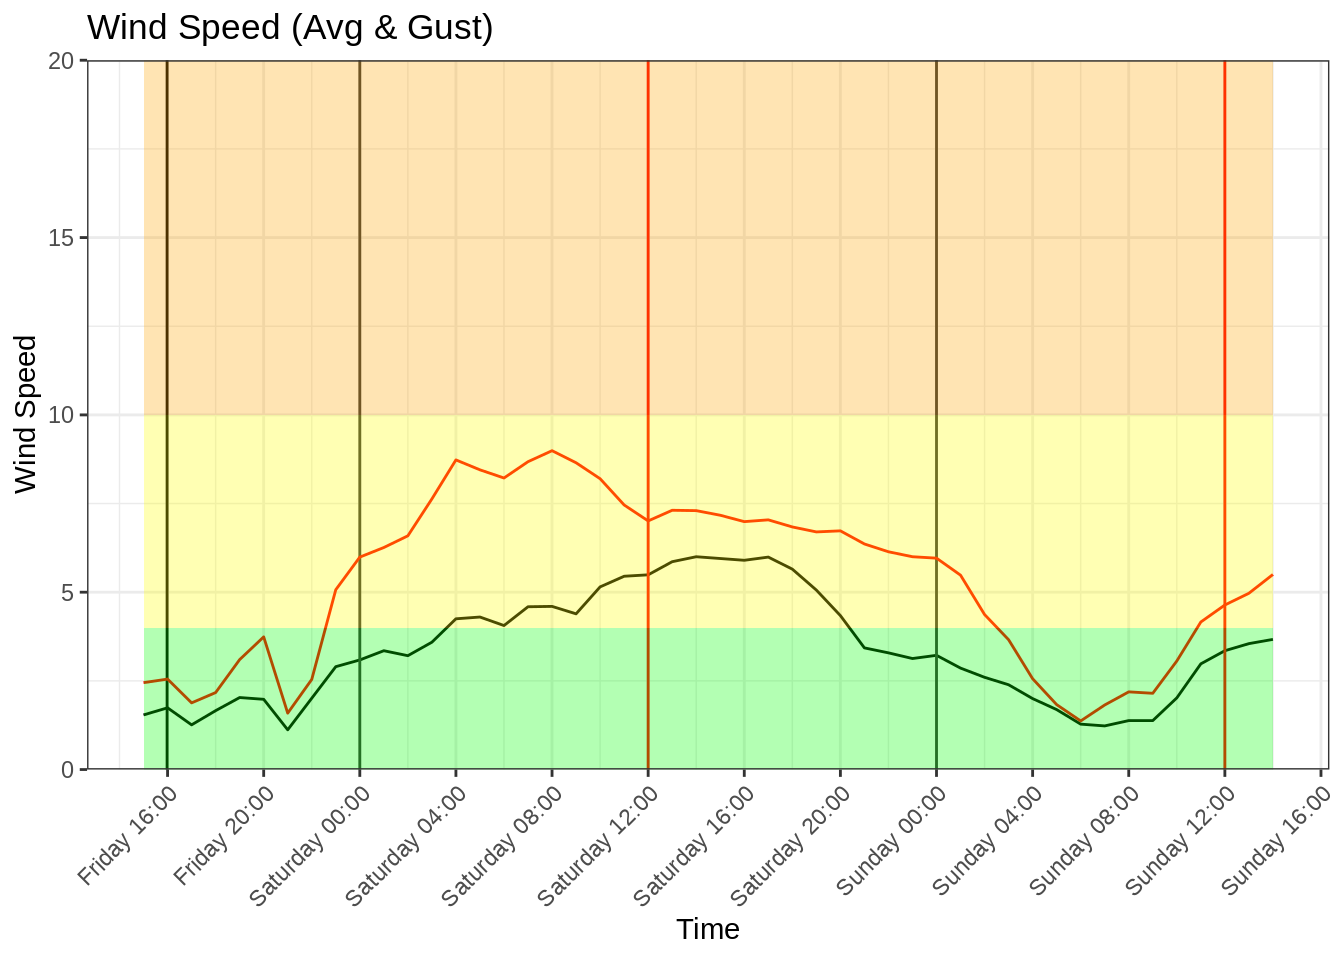 Wind Speed (Avg & Gust)
20
15
10
5
0
Wind Speed
Friday 16:00
Friday 20:00
Saturday 00:00
Saturday 04:00
Saturday 08:00
Saturday 12:00
Saturday 16:00
Saturday 20:00
Sunday 00:00
Sunday 04:00
Sunday 08:00
Sunday 12:00
Sunday 16:00
Time